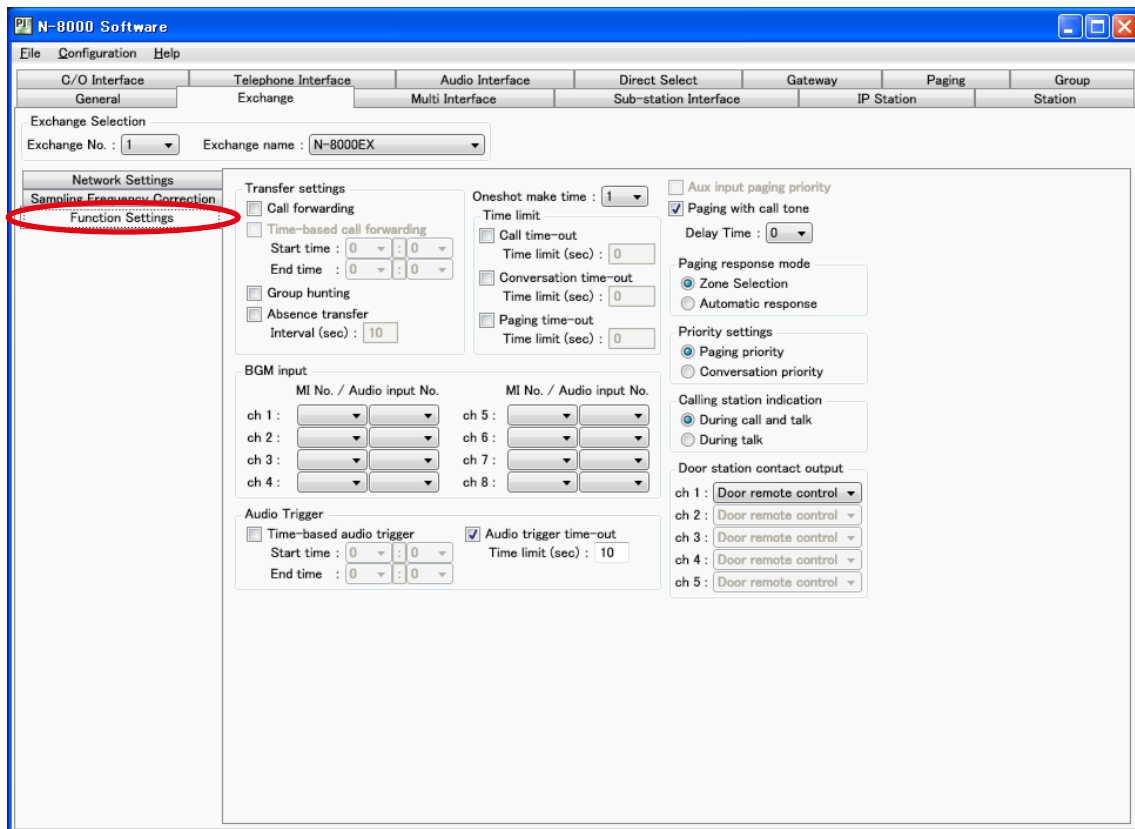 N-8000 Software
File Configuration Help
C/O Interface Telephone Interface Audio Interface Direct Select Gateway Paging Group
General Exchange Multi Interface Sub-station Interface IP Station Station
Exchange Selection
Exchange No. : 1 Exchange name : N-8000EX
Network Settings
Sampling Frequency Correction
Function Settings
Transfer settings
Call forwarding
Time-based call forwarding
Start time : 0 : 0
End time : 0 : 0
Group hunting
Absence transfer
Interval (sec) : 10
Oneshot make time : 1
Time limit
Call time-out
Time limit (sec) : 0
Conversation time-out
Time limit (sec) : 0
Paging time-out
Time limit (sec) : 0
BGM input
MI No. / Audio input No. MI No. / Audio input No.
ch 1 : ch 5 :
ch 2 : ch 6 :
ch 3 : ch 7 :
ch 4 : ch 8 :
Audio Trigger
Time-based audio trigger
Start time : 0 : 0
End time : 0 : 0
Audio trigger time-out
Time limit (sec) : 10
Aux input paging priority
Paging with call tone
Delay Time : 0
Paging response mode
Zone Selection
Automatic response
Priority settings
Paging priority
Conversation priority
Calling station indication
During call and talk
During talk
Door station contact output
ch 1 : Door remote control
ch 2 : Door remote control
ch 3 : Door remote control
ch 4 : Door remote control
ch 5 : Door remote control